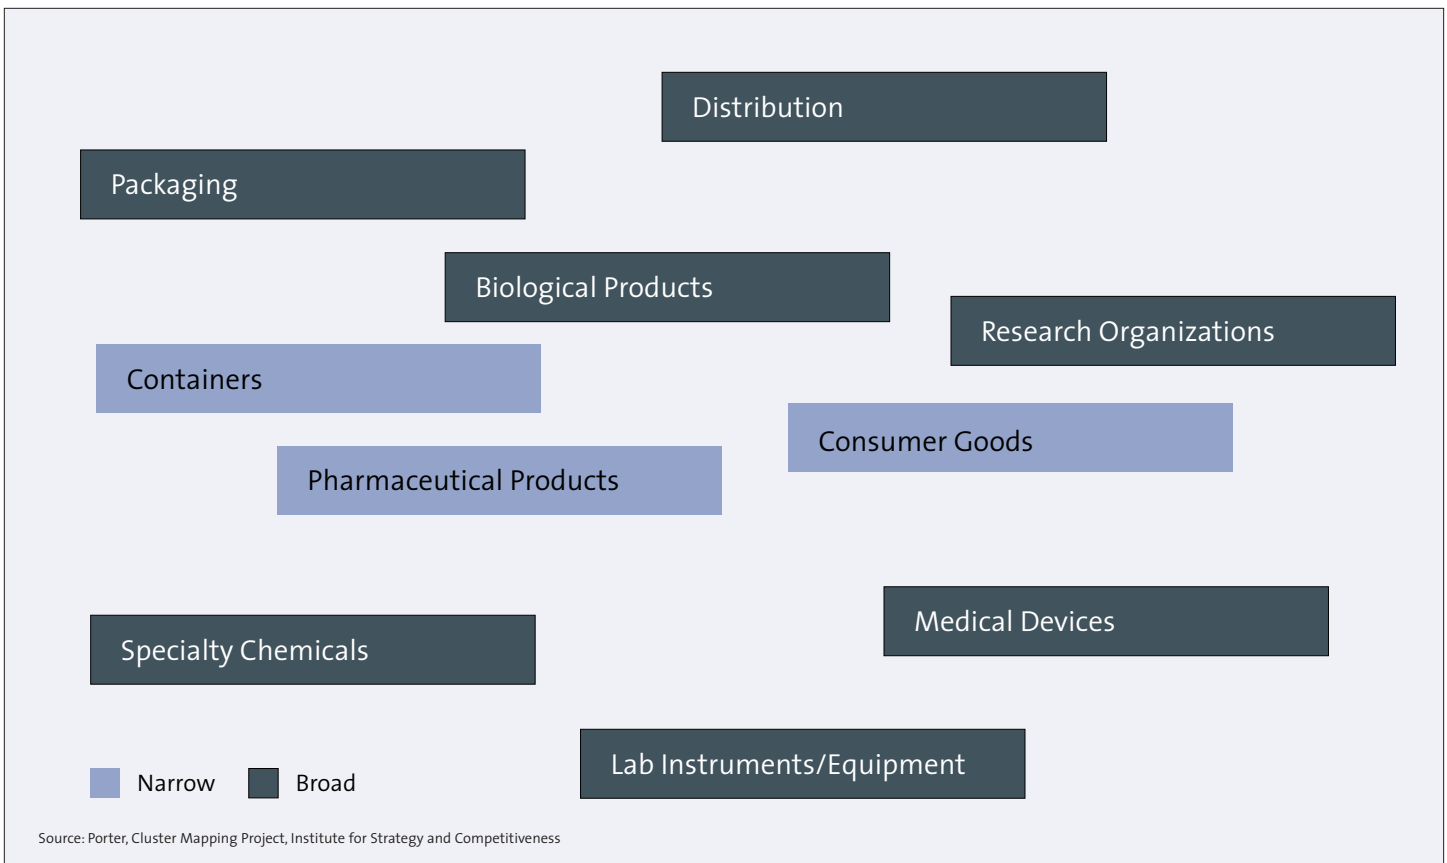 Distribution
Packaging
Biological Products
Research Organizations
Containers
Consumer Goods
Pharmaceutical Products
Medical Devices
Specialty Chemicals
Lab Instruments/Equipment
Narrow
Broad
Source: Porter, Cluster Mapping Project, Institute for Strategy and Competitiveness